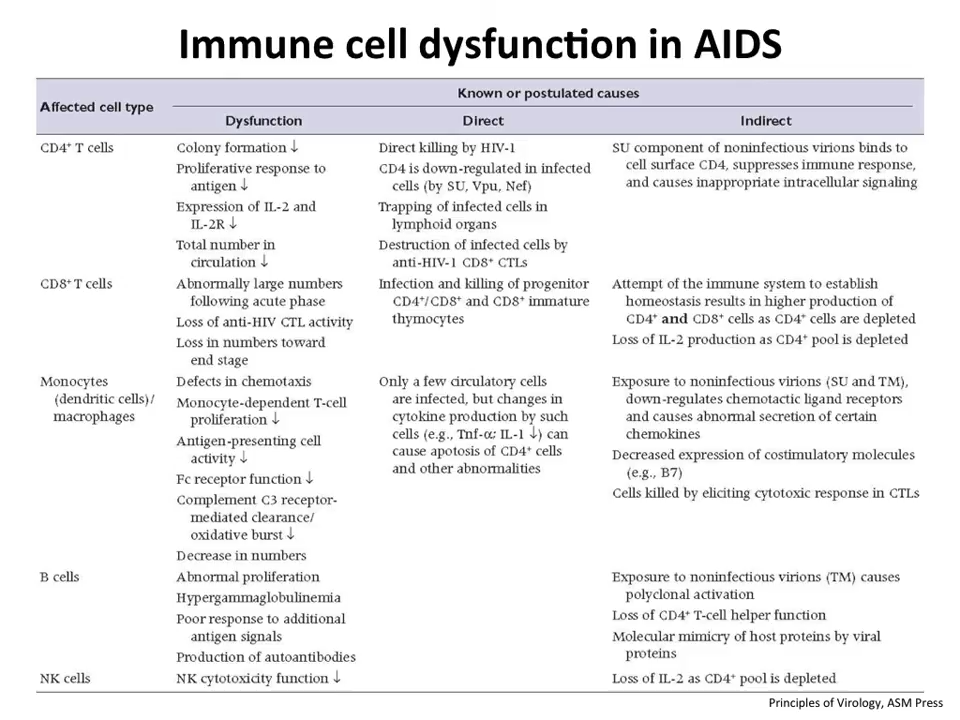 Immune cell dysfunction in AIDS
Affected cell type
Known or postulated causes
Dysfunction Direct Indirect
CD4⁺ T cells
Colony formation ↓
Proliferative response to
antigen ↓
Expression of IL-2 and
IL-2R ↓
Total number in
circulation ↓
Direct killing by HIV-1
CD4 is down-regulated in infected
cells (by SU, Vpu, Nef)
Trapping of infected cells in
lymphoid organs
Destruction of infected cells by
anti-HIV-1 CD8⁺ CTLs
SU component of noninfectious virions binds to
cell surface CD4, suppresses immune response,
and causes inappropriate intracellular signaling
CD8⁺ T cells
Abnormally large numbers
following acute phase
Loss of anti-HIV CTL activity
Loss in numbers toward
end stage
Infection and killing of progenitor
CD4⁺/CD8⁺ and CD8⁺ immature
thymocytes
Attempt of the immune system to establish
homeostasis results in higher production of
CD4⁺ and CD8⁺ cells as CD4⁺ cells are depleted
Loss of IL-2 production as CD4⁺ pool is depleted
Monocytes
(dendritic cells)/
macrophages
Defects in chemotaxis
Monocyte-dependent T-cell
proliferation ↓
Antigen-presenting cell
activity ↓
Fc receptor function ↓
Complement C3 receptor-
mediated clearance/
oxidative burst ↓
Decrease in numbers
Only a few circulatory cells
are infected, but changes in
cytokine production by such
cells (e.g., Tnf-α; IL-1 ↓) can
cause apotosis of CD4⁺ cells
and other abnormalities
Exposure to noninfectious virions (SU and TM),
down-regulates chemotactic ligand receptors
and causes abnormal secretion of certain
chemokines
Decreased expression of costimulatory molecules
(e.g., B7)
Cells killed by eliciting cytotoxic response in CTLs
B cells
Abnormal proliferation
Hypergammaglobulinemia
Poor response to additional
antigen signals
Production of autoantibodies
Exposure to noninfectious virions (TM) causes
polyclonal activation
Loss of CD4⁺ T-cell helper function
Molecular mimicry of host proteins by viral
proteins
NK cells
NK cytotoxicity function ↓
Loss of IL-2 as CD4⁺ pool is depleted
Principles of Virology, ASM Press